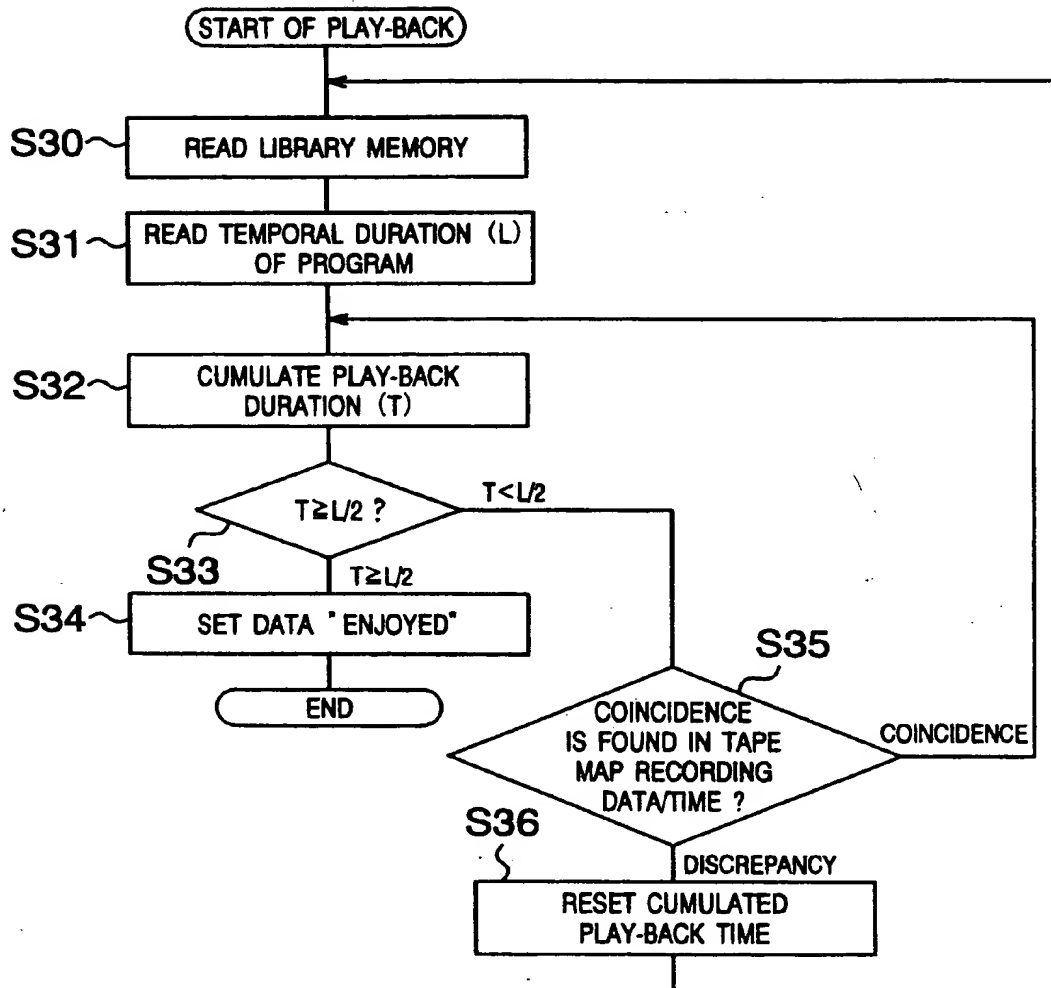 START OF PLAY-BACK
S30
READ LIBRARY MEMORY
S31
READ TEMPORAL DURATION (L)
OF PROGRAM
S32
CUMULATE PLAY-BACK
DURATION (T)
T≧L/2 ?
T<L/2
S33
T≧L/2
S34
SET DATA "ENJOYED"
END
S35
COINCIDENCE
IS FOUND IN TAPE
MAP RECORDING
DATA/TIME ?
COINCIDENCE
S36
DISCREPANCY
RESET CUMULATED
PLAY-BACK TIME